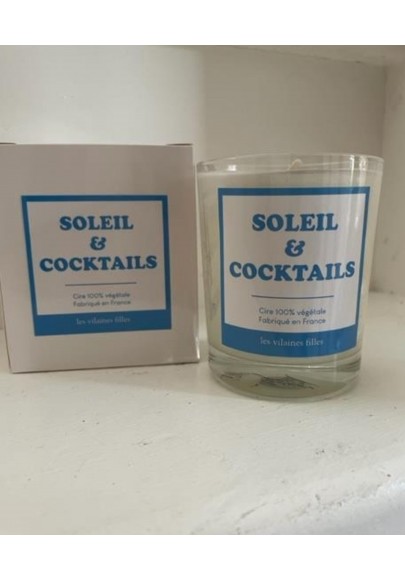 SOLEIL
&
COCKTAILS
Cire 100% végétale
Fabriqué en France
les vilaines filles
SOLEIL
&
COCKTAILS
Cire 100% végétale
Fabriqué en France
les vilaines filles